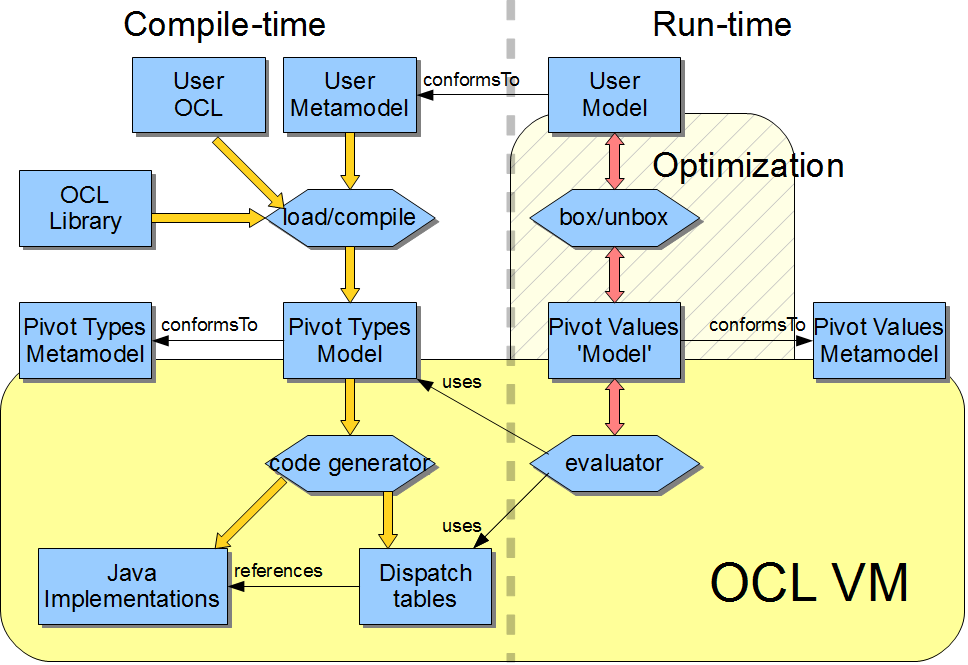 Compile-time
Run-time
User
OCL
User
Metamodel
conformsTo
User
Model
Optimization
OCL
Library
load/compile
box/unbox
Pivot Types
Metamodel
conformsTo
Pivot Types
Model
Pivot Values
'Model'
conformsTo
Pivot Values
Metamodel
uses
code generator
evaluator
uses
Java
Implementations
references
Dispatch
tables
OCL VM